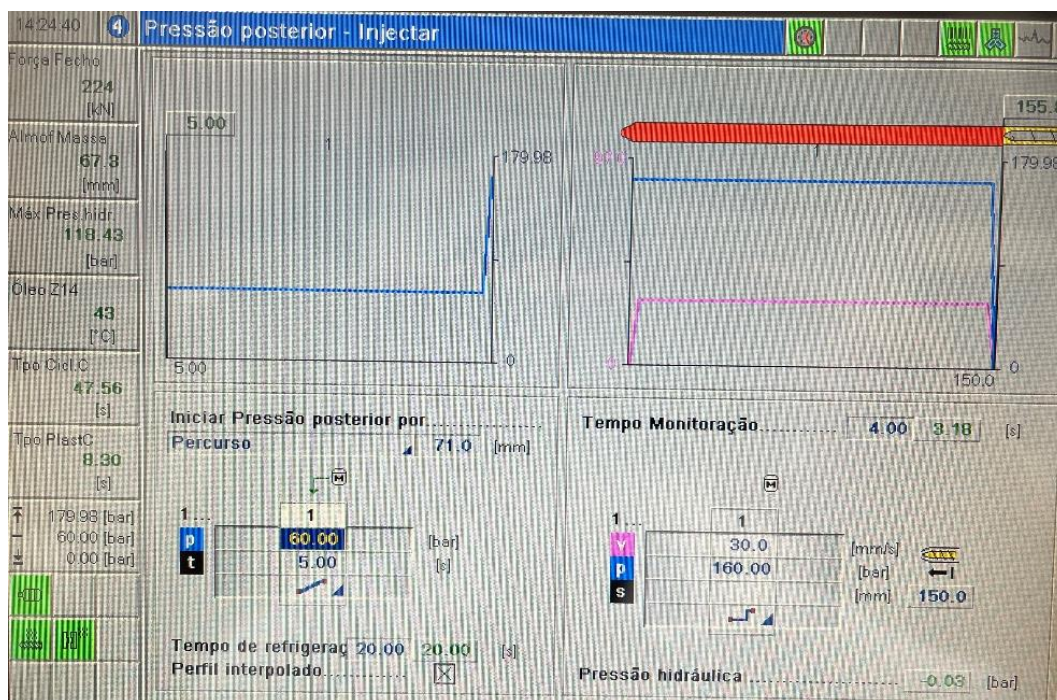 14:24:40
4 Pressão posterior - Injectar
Força Fecho
224
[kN]
Almof Massa
67.3
[mm]
Máx Pres.hidr.
118.43
[bar]
Óleo Z14
43
[°C]
Tpo Cicl.C
47.56
[s]
Tpo PlastC
8.30
[s]
179.98 [bar]
60.00 [bar]
0.00 [bar]
5.00
1
179.98
5.00
0
155.
1
179.98
0
0
150.0
Iniciar Pressão posterior por
Percurso 71.0 [mm]
M
1... 1
p 60.00 [bar]
t 5.00 [s]
Tempo de refrigeraç 20.00 20.00 [s]
Perfil interpolado
Tempo Monitoração 4.00 3.18 [s]
M
1... 1
v 30.0 [mm/s]
p 160.00 [bar]
s [mm] 150.0
Pressão hidráulica -0.03 [bar]